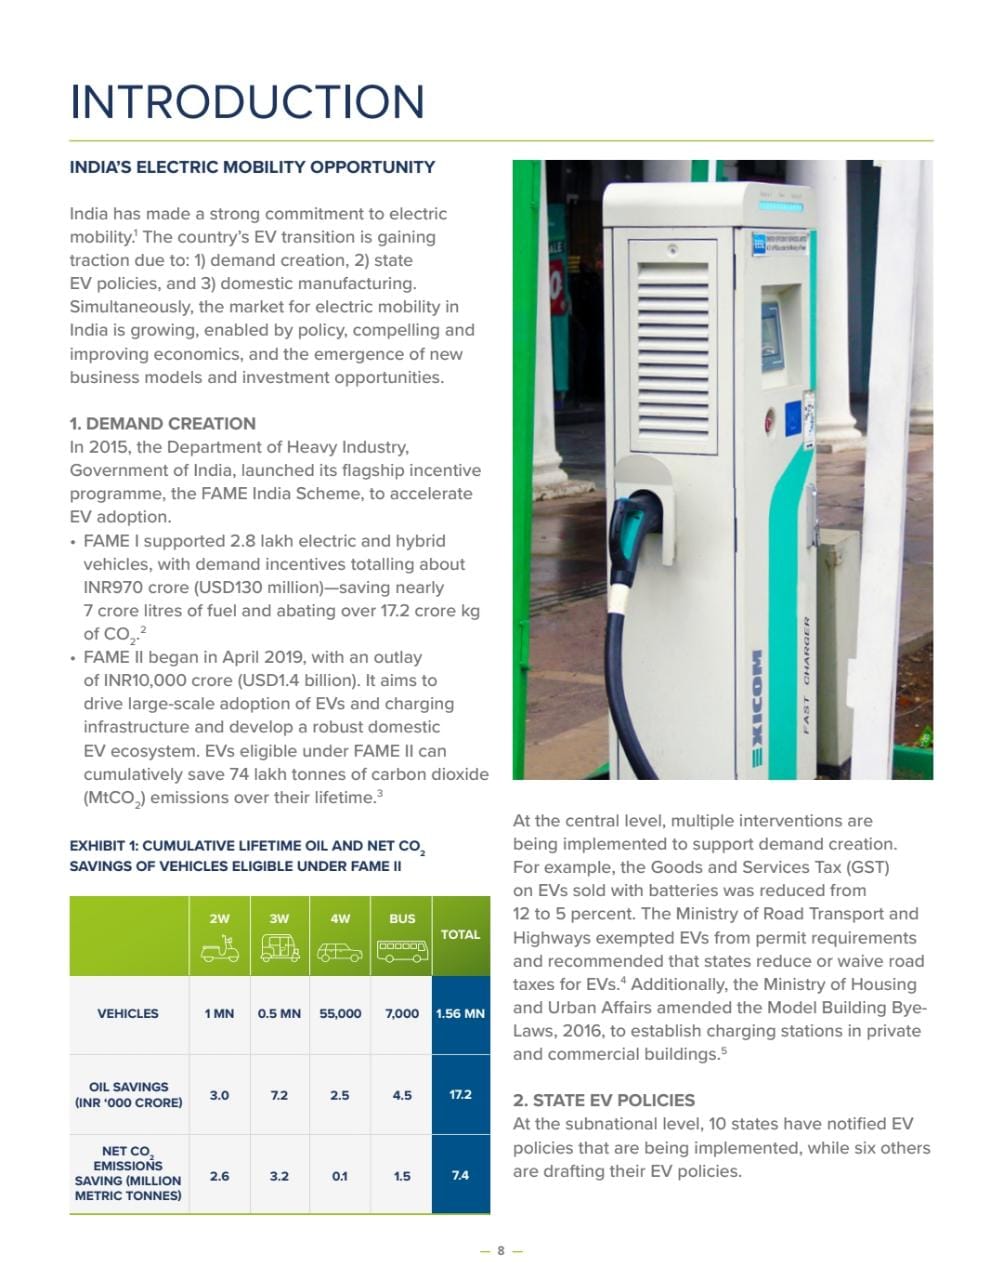 INTRODUCTION
INDIA'S ELECTRIC MOBILITY OPPORTUNITY
India has made a strong commitment to electric
mobility.¹ The country's EV transition is gaining
traction due to: 1) demand creation, 2) state
EV policies, and 3) domestic manufacturing.
Simultaneously, the market for electric mobility in
India is growing, enabled by policy, compelling and
improving economics, and the emergence of new
business models and investment opportunities.
1. DEMAND CREATION
In 2015, the Department of Heavy Industry,
Government of India, launched its flagship incentive
programme, the FAME India Scheme, to accelerate
EV adoption.
• FAME I supported 2.8 lakh electric and hybrid
vehicles, with demand incentives totalling about
INR970 crore (USD130 million)—saving nearly
7 crore litres of fuel and abating over 17.2 crore kg
of CO₂.²
• FAME II began in April 2019, with an outlay
of INR10,000 crore (USD1.4 billion). It aims to
drive large-scale adoption of EVs and charging
infrastructure and develop a robust domestic
EV ecosystem. EVs eligible under FAME II can
cumulatively save 74 lakh tonnes of carbon dioxide
(MtCO₂) emissions over their lifetime.³
EXHIBIT 1: CUMULATIVE LIFETIME OIL AND NET CO₂
SAVINGS OF VEHICLES ELIGIBLE UNDER FAME II
2W 3W 4W BUS TOTAL
VEHICLES 1 MN 0.5 MN 55,000 7,000 1.56 MN
OIL SAVINGS
(INR '000 CRORE) 3.0 7.2 2.5 4.5 17.2
NET CO₂
EMISSIONS
SAVING (MILLION
METRIC TONNES) 2.6 3.2 0.1 1.5 7.4
EXICOM
FAST CHARGER
At the central level, multiple interventions are
being implemented to support demand creation.
For example, the Goods and Services Tax (GST)
on EVs sold with batteries was reduced from
12 to 5 percent. The Ministry of Road Transport and
Highways exempted EVs from permit requirements
and recommended that states reduce or waive road
taxes for EVs.⁴ Additionally, the Ministry of Housing
and Urban Affairs amended the Model Building Bye-
Laws, 2016, to establish charging stations in private
and commercial buildings.⁵
2. STATE EV POLICIES
At the subnational level, 10 states have notified EV
policies that are being implemented, while six others
are drafting their EV policies.
— 8 —